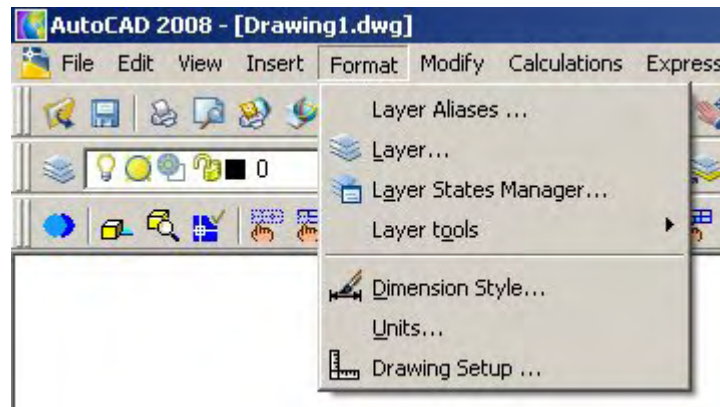 AutoCAD 2008 - [Drawing1.dwg]
File Edit View Insert Format Modify Calculations Express
Layer Aliases ...
0
Layer...
Layer States Manager...
Layer tools
Dimension Style...
Units...
Drawing Setup ...